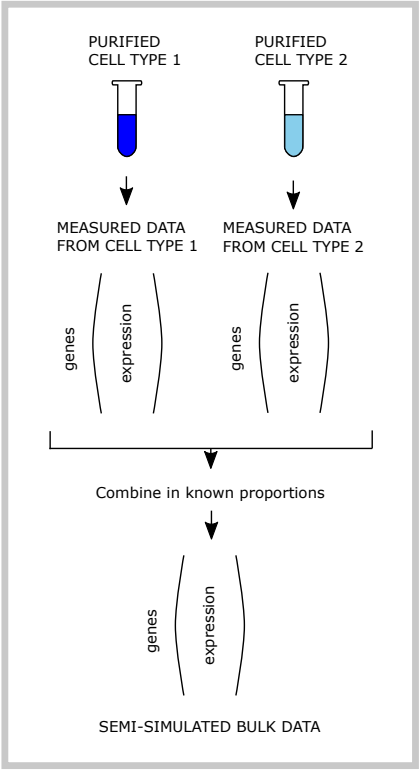 PURIFIED
CELL TYPE 1
PURIFIED
CELL TYPE 2
MEASURED DATA
FROM CELL TYPE 1
MEASURED DATA
FROM CELL TYPE 2
genes
expression
genes
expression
Combine in known proportions
genes
expression
SEMI-SIMULATED BULK DATA